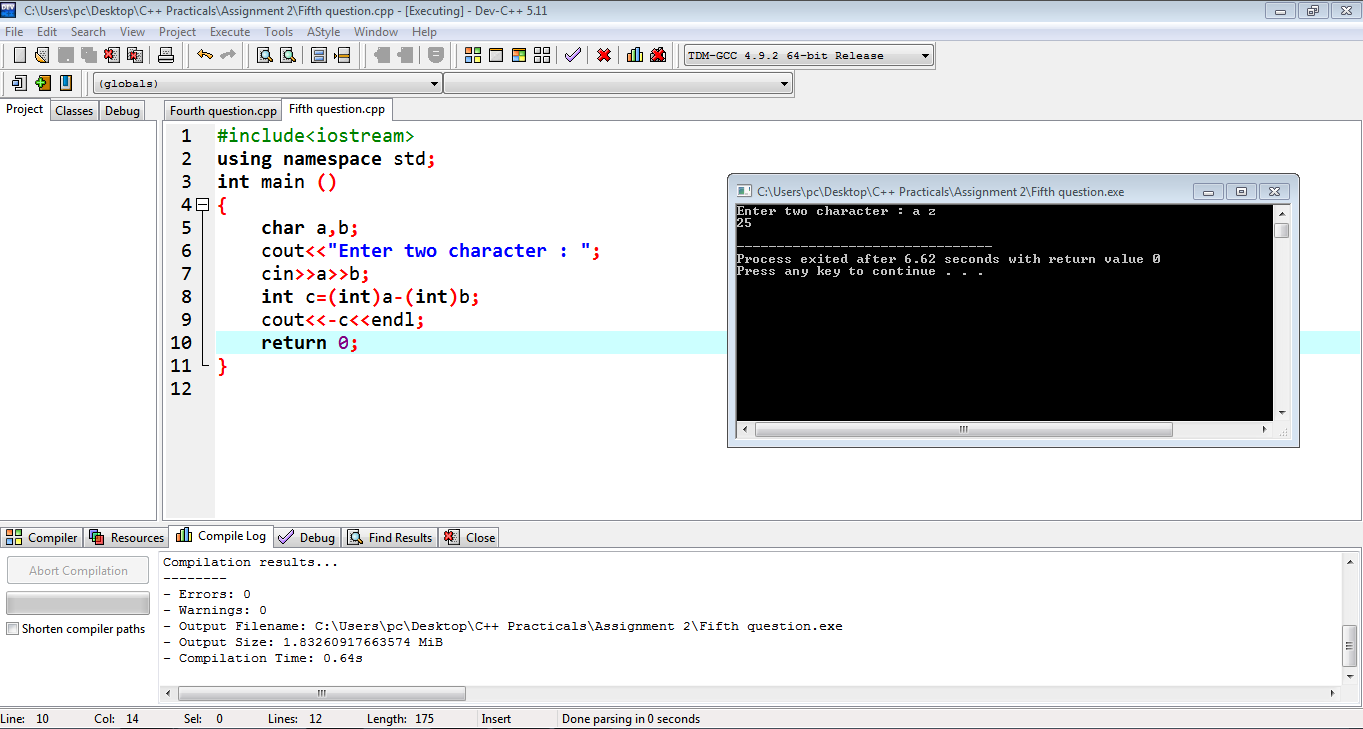 C:\Users\pc\Desktop\C++ Practicals\Assignment 2\Fifth question.cpp - [Executing] - Dev-C++ 5.11
File Edit Search View Project Execute Tools AStyle Window Help
TDM-GCC 4.9.2 64-bit Release
(globals)
Project Classes Debug
Fourth question.cpp Fifth question.cpp
1 #include<iostream>
2 using namespace std;
3 int main ()
4 {
5 char a,b;
6 cout<<"Enter two character : ";
7 cin>>a>>b;
8 int c=(int)a-(int)b;
9 cout<<-c<<endl;
10 return 0;
11 }
12
C:\Users\pc\Desktop\C++ Practicals\Assignment 2\Fifth question.exe
Enter two character : a z
25
--------------------------------
Process exited after 6.62 seconds with return value 0
Press any key to continue . . .
Compiler Resources Compile Log Debug Find Results Close
Abort Compilation
Shorten compiler paths
Compilation results...
--------
- Errors: 0
- Warnings: 0
- Output Filename: C:\Users\pc\Desktop\C++ Practicals\Assignment 2\Fifth question.exe
- Output Size: 1.83260917663574 MiB
- Compilation Time: 0.64s
Line: 10 Col: 14 Sel: 0 Lines: 12 Length: 175 Insert Done parsing in 0 seconds